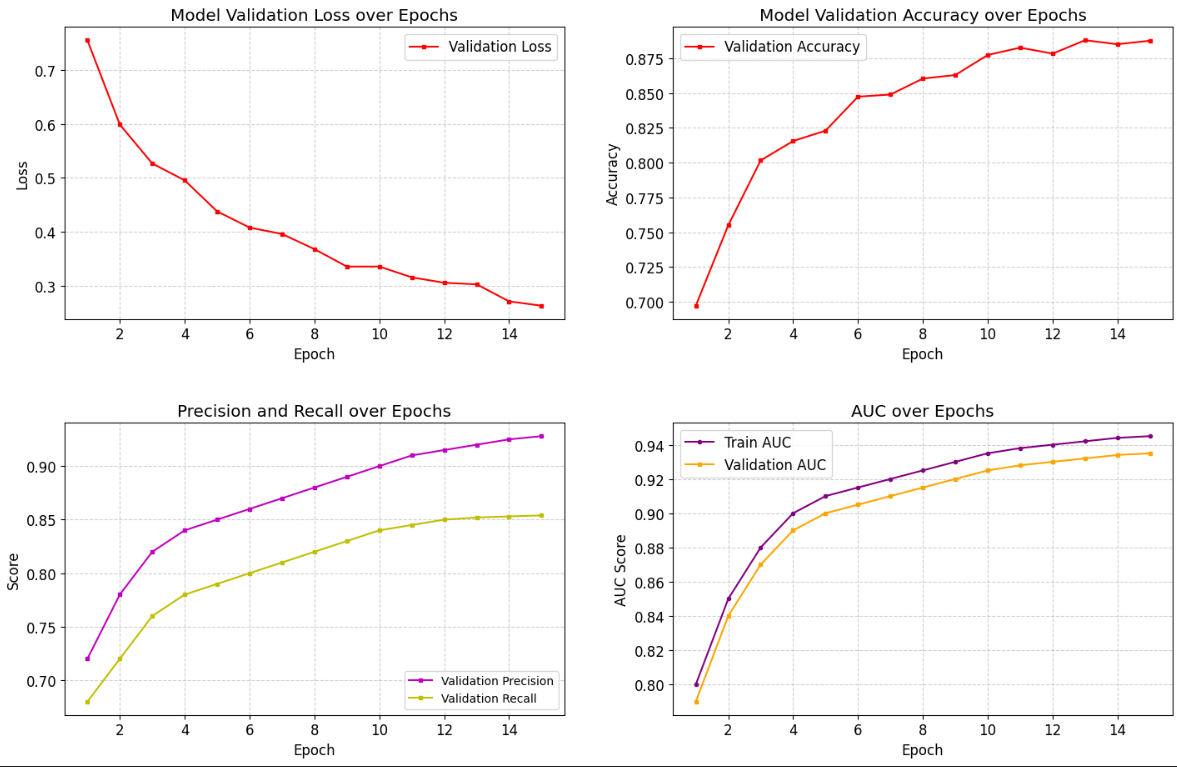 Model Validation Loss over Epochs
Validation Loss
0.7
0.6
0.5
0.4
0.3
Loss
2 4 6 8 10 12 14
Epoch
Model Validation Accuracy over Epochs
Validation Accuracy
0.875
0.850
0.825
0.800
0.775
0.750
0.725
0.700
Accuracy
2 4 6 8 10 12 14
Epoch
Precision and Recall over Epochs
0.90
0.85
0.80
0.75
0.70
Score
Validation Precision
Validation Recall
2 4 6 8 10 12 14
Epoch
AUC over Epochs
Train AUC
Validation AUC
0.94
0.92
0.90
0.88
0.86
0.84
0.82
0.80
AUC Score
2 4 6 8 10 12 14
Epoch